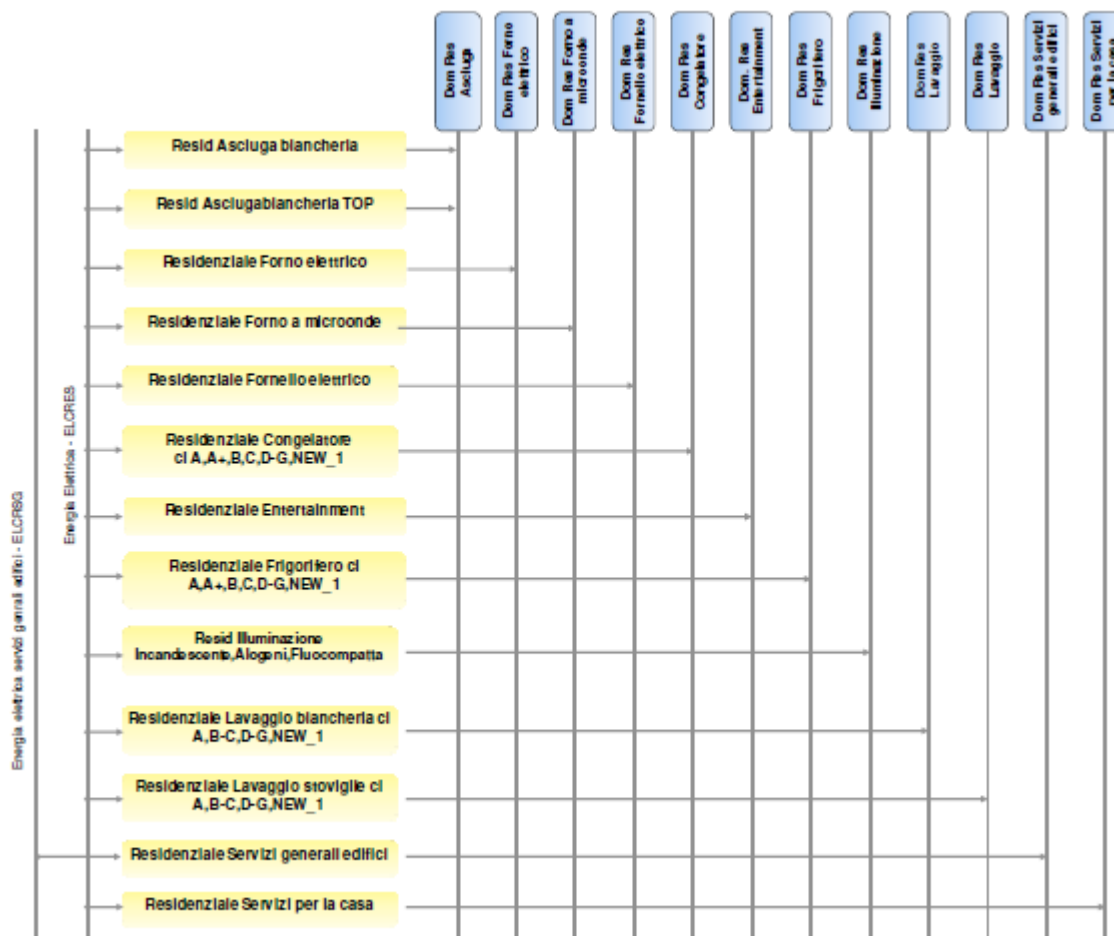 Dom Res
Asciuga
Dom Res Forno
elettrico
Dom Res Forno a
microonde
Dom Res
Fornello elettrico
Dom Res
Congelatore
Dom. Res
Entertainment
Dom Res
Frigorifero
Dom Res
Illuminazione
Dom Res
Lavaggio
Dom Res
Lavaggio
Dom Res Servizi
generali edifici
Dom Res Servizi
per la casa
Energia elettrica servizi genrali edifici - ELCRSG
Energia Elettrica - ELCRES
Resid Asciuga biancheria
Resid Asciugabiancheria TOP
Residenziale Forno elettrico
Residenziale Forno a microonde
Residenziale Fornello elettrico
Residenziale Congelatore
cl A,A+,B,C,D-G,NEW_1
Residenziale Entertainment
Residenziale Frigorifero cl
A,A+,B,C,D-G,NEW_1
Resid Illuminazione
Incandescente,Alogeni,Fluocompatta
Residenziale Lavaggio biancheria cl
A,B-C,D-G,NEW_1
Residenziale Lavaggio stoviglie cl
A,B-C,D-G,NEW_1
Residenziale Servizi generali edifici
Residenziale Servizi per la casa